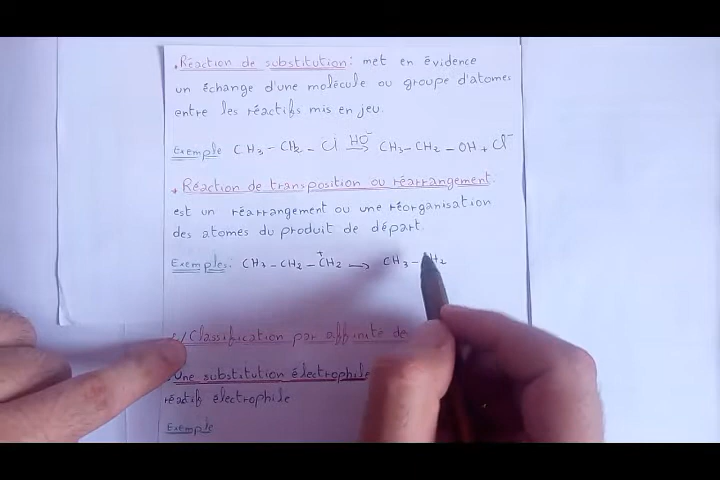 . Réaction de substitution : met en évidence
un échange d'une molécule ou groupe d'atomes
entre les réactifs mis en jeu.
Exemple CH3 - CH2 - Cl HO⁻→ CH3 - CH2 - OH + Cl⁻
+ Réaction de transposition ou réarrangement
est un réarrangement ou une réorganisation
des atomes du produit de départ.
Exemples: CH3 - CH2 - C⁺H2 → CH3 - H2
/ Classification par affinité de
Une substitution électrophile
réactif électrophile
Exemple